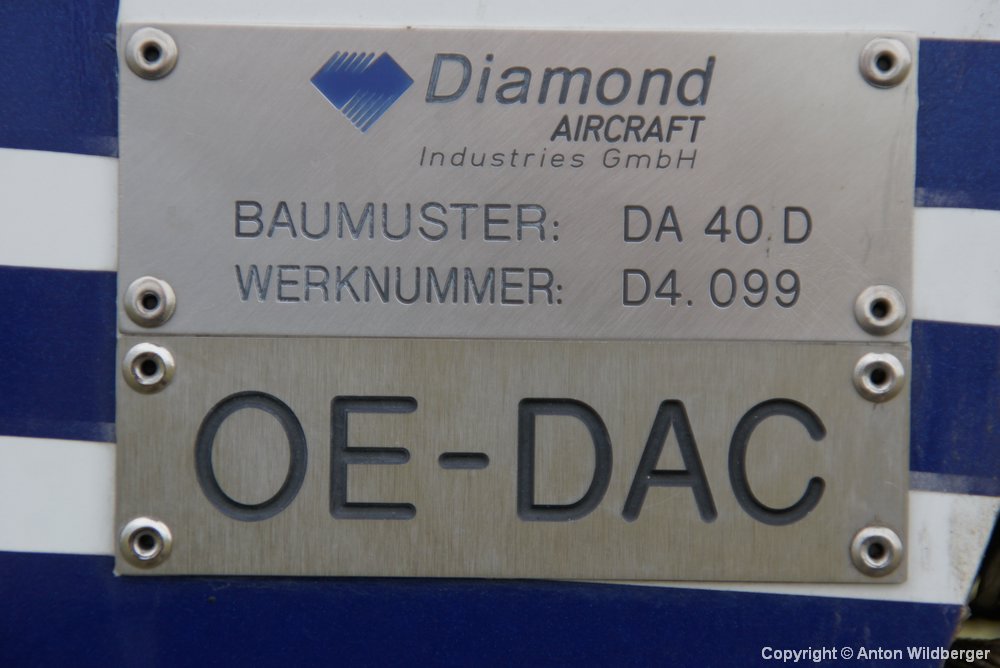 Diamond
AIRCRAFT
Industries GmbH
BAUMUSTER: DA 40 D
WERKNUMMER: D4. 099
OE-DAC
Copyright © Anton Wildberger